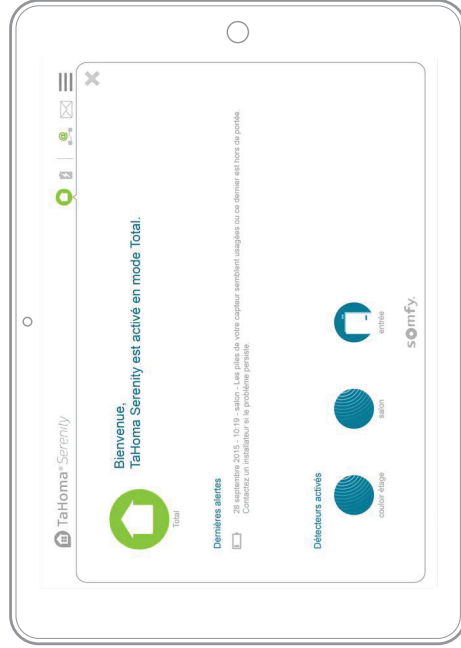 TaHoma® Serenity
@
Bienvenue,
TaHoma Serenity est activé en mode Total.
Total
Dernières alertes
28 septembre 2015 - 10:19 - salon - Les piles de votre capteur semblent usagées ou ce dernier est hors de portée.
Contactez un installateur si le problème persiste.
Détecteurs activés
couloir étage
salon
entrée
somfy.